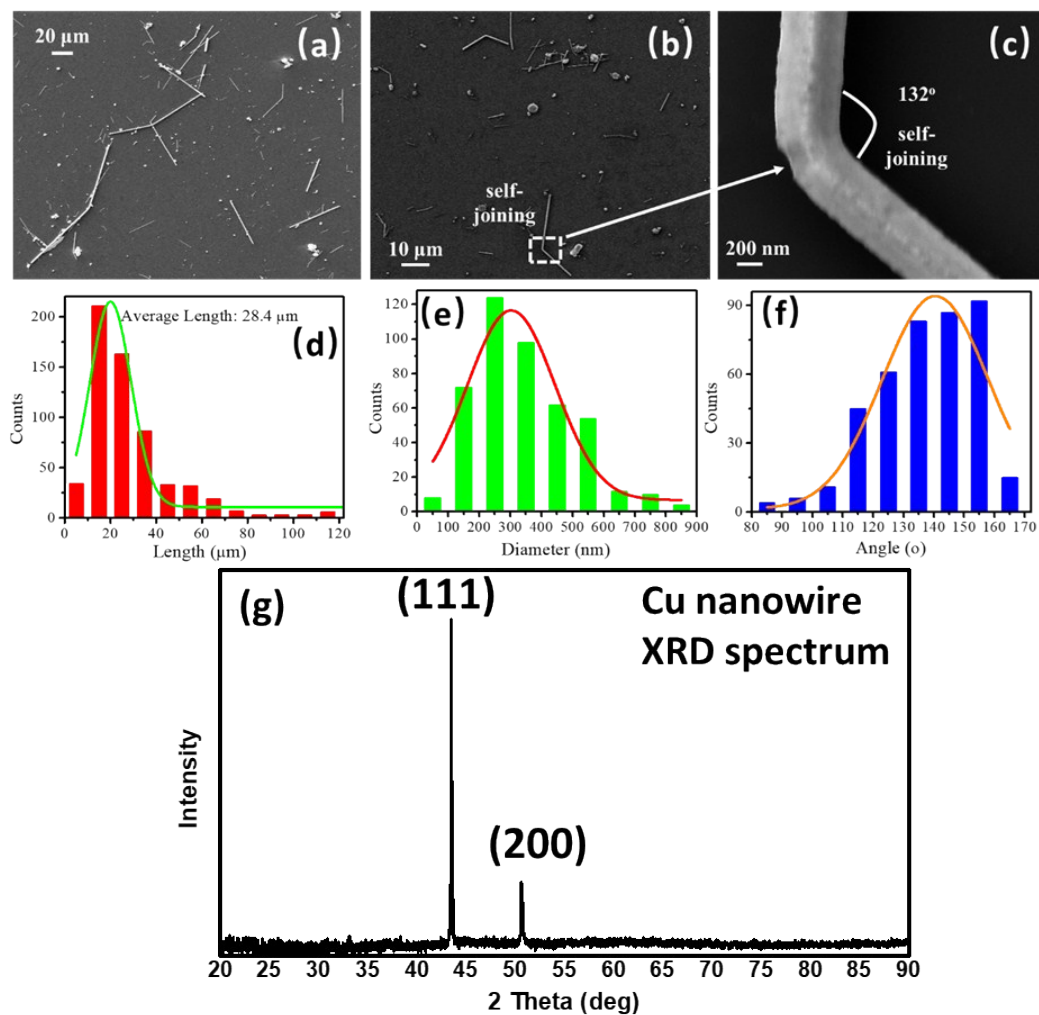 20 µm
(a)
(b)
self-
joining
10 µm
(c)
132o
self-
joining
200 nm
Average Length: 28.4 µm
(d)
Counts
200
150
100
50
0
0 20 40 60 80 100 120
Length (µm)
(e)
Counts
120
100
80
60
40
20
0
100 200 300 400 500 600 700 800 900
Diameter (nm)
(f)
Counts
90
60
30
0
80 90 100 110 120 130 140 150 160 170
Angle (o)
(g)
(111)
(200)
Cu nanowire
XRD spectrum
Intensity
20 25 30 35 40 45 50 55 60 65 70 75 80 85 90
2 Theta (deg)